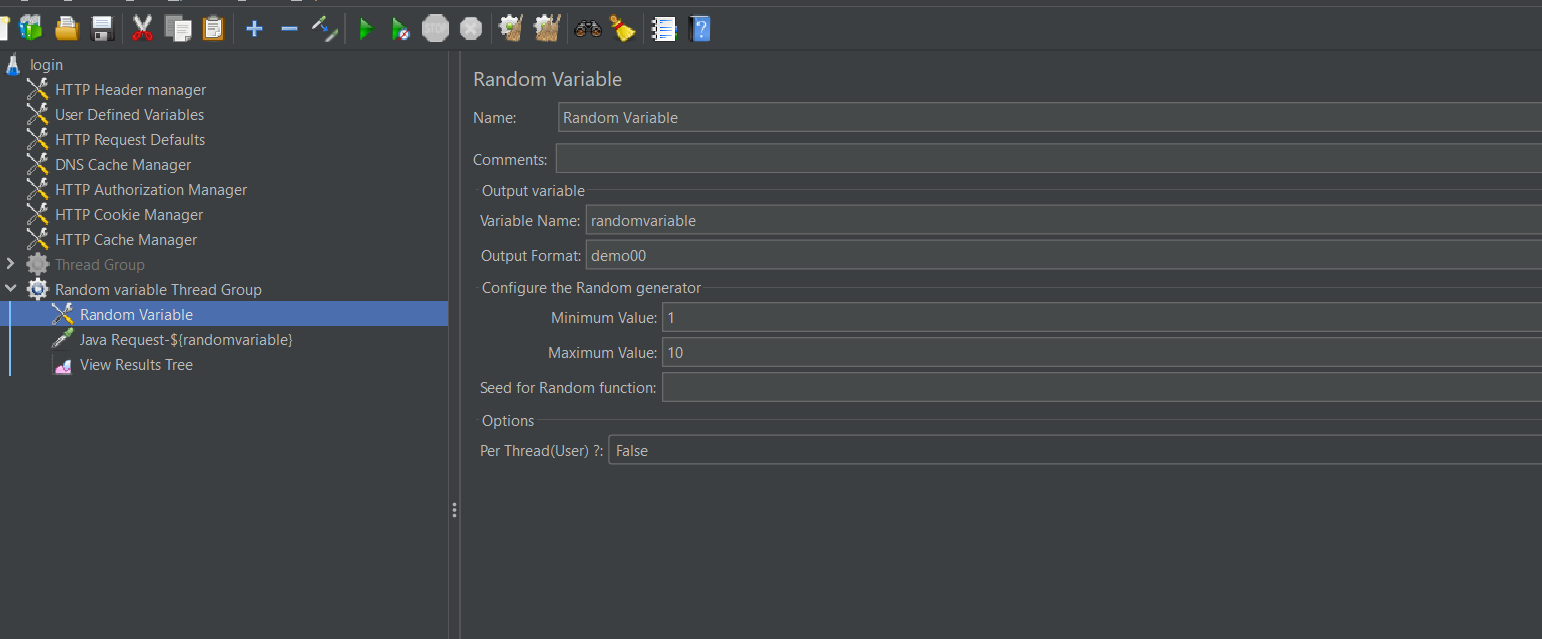 STOP
login
HTTP Header manager
User Defined Variables
HTTP Request Defaults
DNS Cache Manager
HTTP Authorization Manager
HTTP Cookie Manager
HTTP Cache Manager
Thread Group
Random variable Thread Group
Random Variable
Java Request-${randomvariable}
View Results Tree
Random Variable
Name: Random Variable
Comments:
Output variable
Variable Name: randomvariable
Output Format: demo00
Configure the Random generator
Minimum Value: 1
Maximum Value: 10
Seed for Random function:
Options
Per Thread(User) ?: False